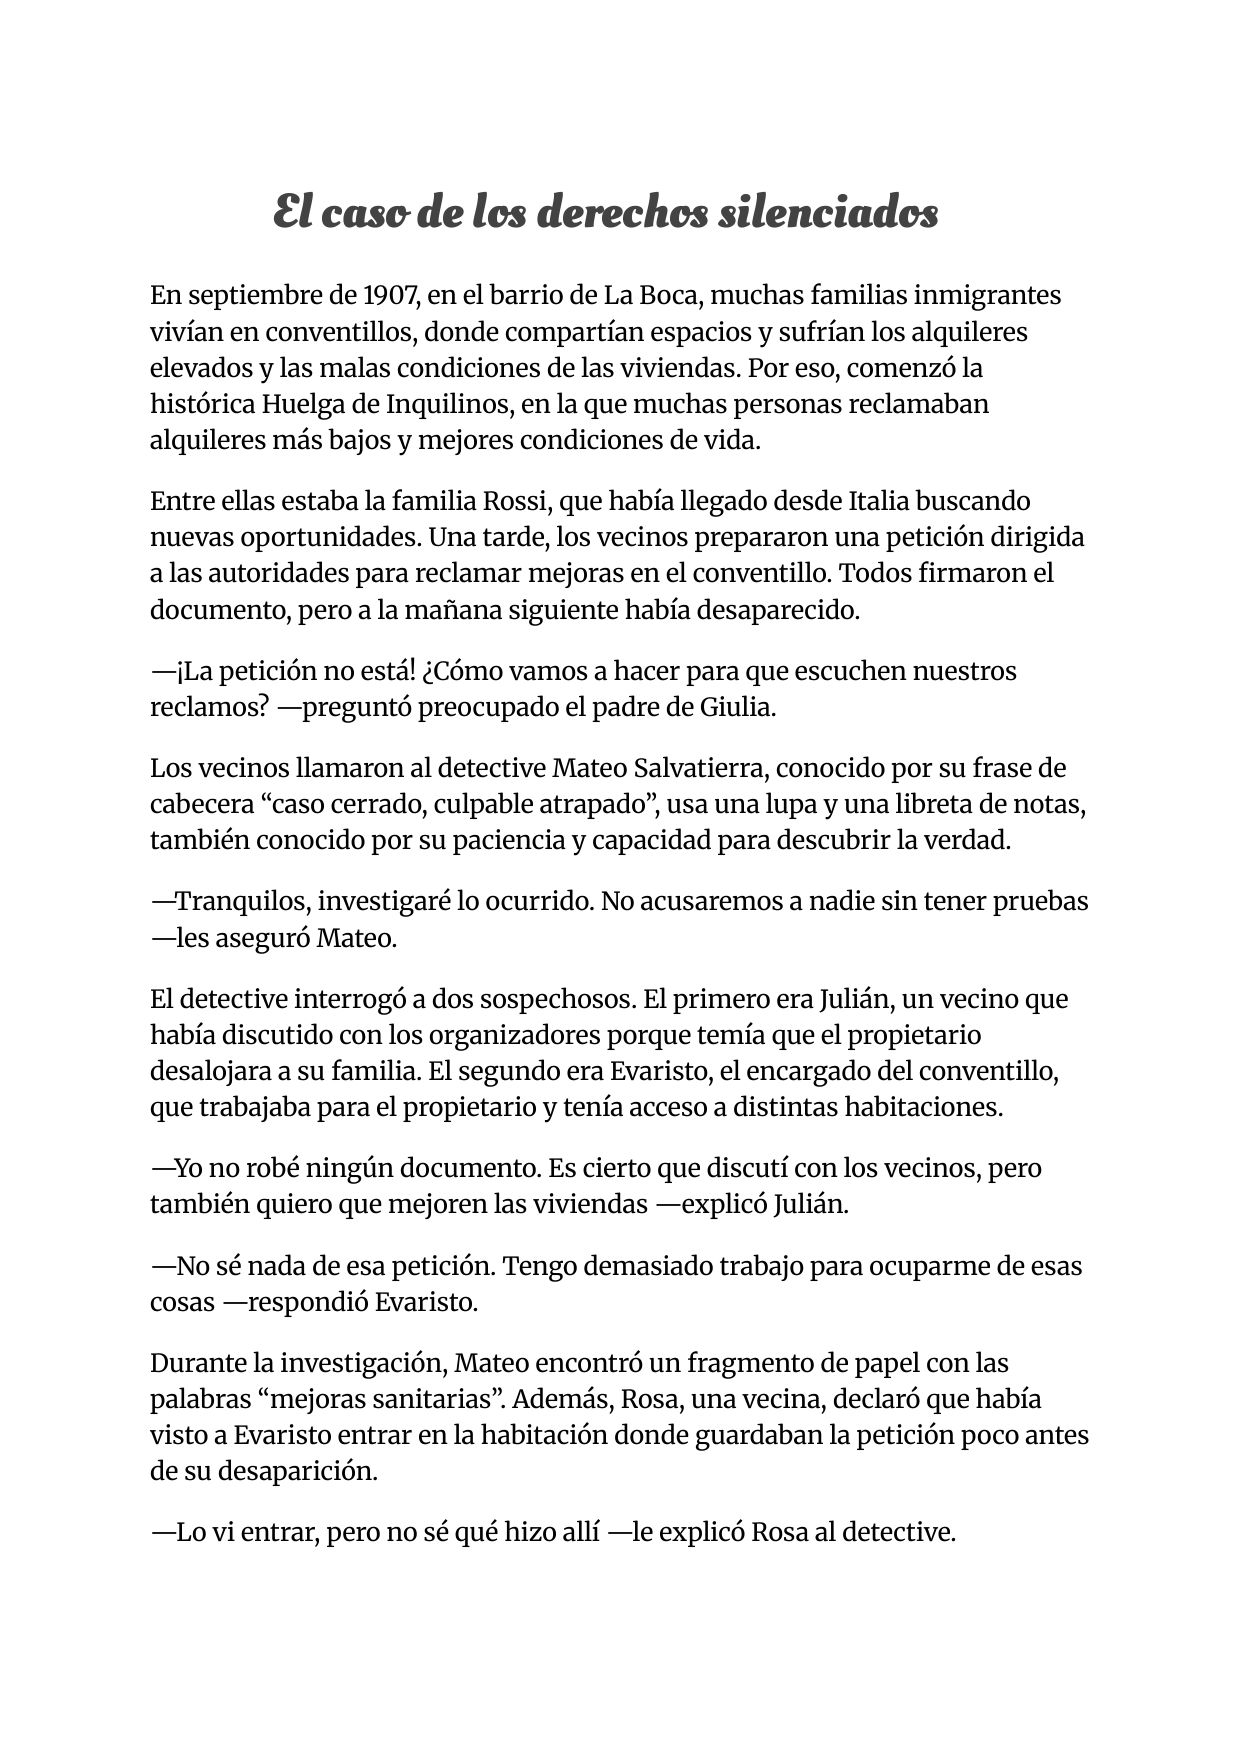 El caso de los derechos silenciados
En septiembre de 1907, en el barrio de La Boca, muchas familias inmigrantes
vivían en conventillos, donde compartían espacios y sufrían los alquileres
elevados y las malas condiciones de las viviendas. Por eso, comenzó la
histórica Huelga de Inquilinos, en la que muchas personas reclamaban
alquileres más bajos y mejores condiciones de vida.
Entre ellas estaba la familia Rossi, que había llegado desde Italia buscando
nuevas oportunidades. Una tarde, los vecinos prepararon una petición dirigida
a las autoridades para reclamar mejoras en el conventillo. Todos firmaron el
documento, pero a la mañana siguiente había desaparecido.
—¡La petición no está! ¿Cómo vamos a hacer para que escuchen nuestros
reclamos? —preguntó preocupado el padre de Giulia.
Los vecinos llamaron al detective Mateo Salvatierra, conocido por su frase de
cabecera “caso cerrado, culpable atrapado”, usa una lupa y una libreta de notas,
también conocido por su paciencia y capacidad para descubrir la verdad.
—Tranquilos, investigaré lo ocurrido. No acusaremos a nadie sin tener pruebas
—les aseguró Mateo.
El detective interrogó a dos sospechosos. El primero era Julián, un vecino que
había discutido con los organizadores porque temía que el propietario
desalojara a su familia. El segundo era Evaristo, el encargado del conventillo,
que trabajaba para el propietario y tenía acceso a distintas habitaciones.
—Yo no robé ningún documento. Es cierto que discutí con los vecinos, pero
también quiero que mejoren las viviendas —explicó Julián.
—No sé nada de esa petición. Tengo demasiado trabajo para ocuparme de esas
cosas —respondió Evaristo.
Durante la investigación, Mateo encontró un fragmento de papel con las
palabras “mejoras sanitarias”. Además, Rosa, una vecina, declaró que había
visto a Evaristo entrar en la habitación donde guardaban la petición poco antes
de su desaparición.
—Lo vi entrar, pero no sé qué hizo allí —le explicó Rosa al detective.